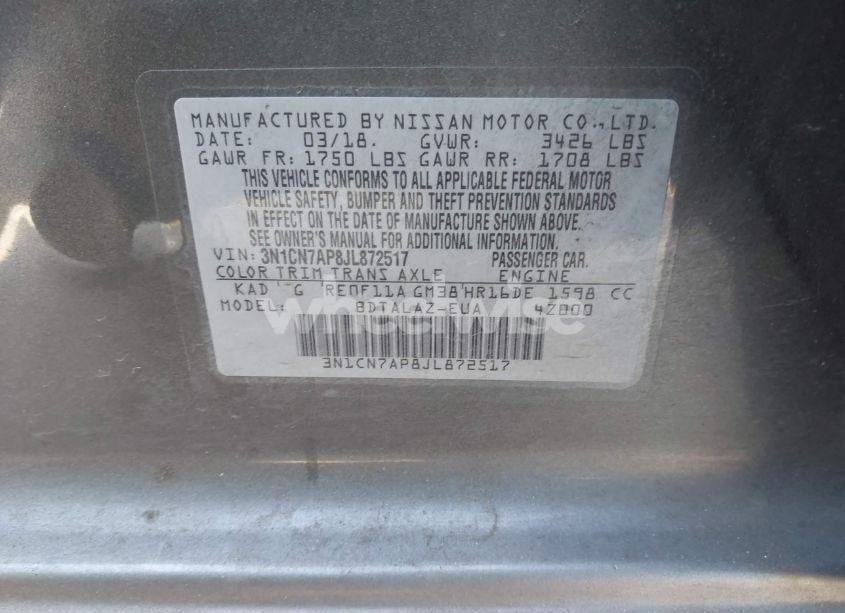 MANUFACTURED BY NISSAN MOTOR CO., LTD.
DATE: 03/18. GVWR: 3426 LBS
GAWR FR: 1750 LBS GAWR RR: 1708 LBS
THIS VEHICLE CONFORMS TO ALL APPLICABLE FEDERAL MOTOR
VEHICLE SAFETY, BUMPER AND THEFT PREVENTION STANDARDS
IN EFFECT ON THE DATE OF MANUFACTURE SHOWN ABOVE.
SEE OWNER'S MANUAL FOR ADDITIONAL INFORMATION.
VIN: 3N1CN7AP8JL872517 PASSENGER CAR.
COLOR TRIM TRANS AXLE ENGINE
KAD G RE0F11A GM38 HR16DE 1598 CC
MODEL: BDTALAZ-EUA 4Z000
wheelwise
3N1CN7AP8JL872517